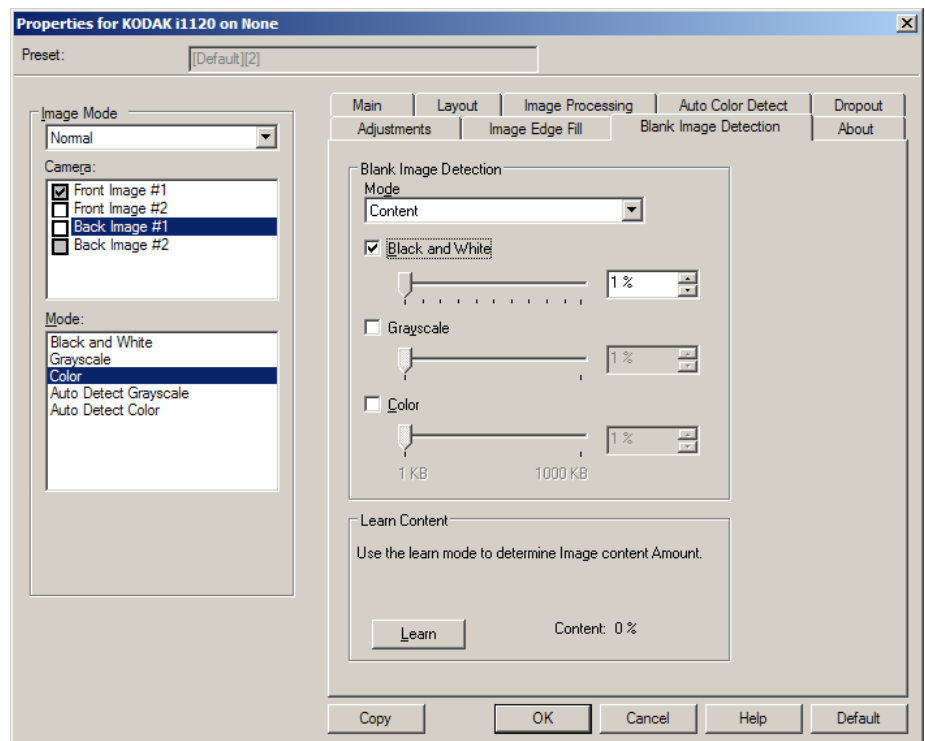 Properties for KODAK i1120 on None
Preset:
[Default][2]
Image Mode
Normal
Camera:
Front Image #1
Front Image #2
Back Image #1
Back Image #2
Mode:
Black and White
Grayscale
Color
Auto Detect Grayscale
Auto Detect Color
Main Layout Image Processing Auto Color Detect Dropout
Adjustments Image Edge Fill Blank Image Detection About
Blank Image Detection
Mode
Content
Black and White
1 %
Grayscale
1 %
Color
1 %
1 KB 1000 KB
Learn Content
Use the learn mode to determine Image content Amount.
Learn Content: 0 %
Copy OK Cancel Help Default